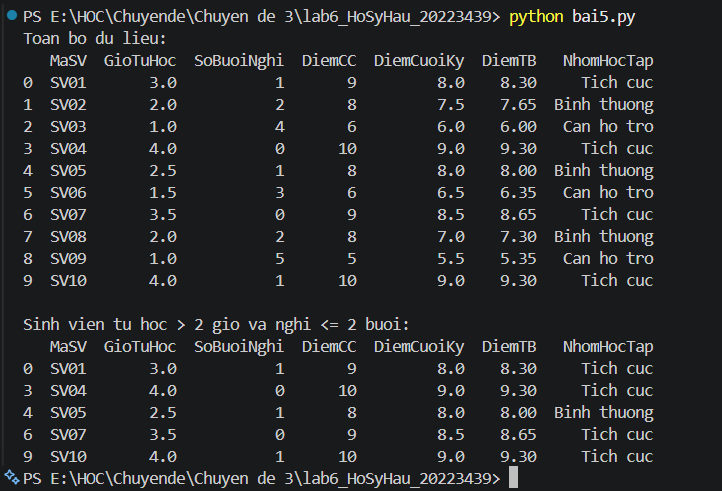 PS E:\HOC\Chuyende\Chuyen de 3\lab6_HoSyHau_20223439> python bai5.py
Toan bo du lieu:
   MaSV  GioTuHoc  SoBuoiNghi  DiemCC  DiemCuoiKy  DiemTB   NhomHocTap
0  SV01       3.0           1       9         8.0    8.30     Tich cuc
1  SV02       2.0           2       8         7.5    7.65  Binh thuong
2  SV03       1.0           4       6         6.0    6.00    Can ho tro
3  SV04       4.0           0      10         9.0    9.30     Tich cuc
4  SV05       2.5           1       8         8.0    8.00  Binh thuong
5  SV06       1.5           3       6         6.5    6.35    Can ho tro
6  SV07       3.5           0       9         8.5    8.65     Tich cuc
7  SV08       2.0           2       8         7.0    7.30  Binh thuong
8  SV09       1.0           5       5         5.5    5.35    Can ho tro
9  SV10       4.0           1      10         9.0    9.30     Tich cuc
Sinh vien tu hoc > 2 gio va nghi <= 2 buoi:
   MaSV  GioTuHoc  SoBuoiNghi  DiemCC  DiemCuoiKy  DiemTB   NhomHocTap
0  SV01       3.0           1       9         8.0    8.30     Tich cuc
3  SV04       4.0           0      10         9.0    9.30     Tich cuc
4  SV05       2.5           1       8         8.0    8.00  Binh thuong
6  SV07       3.5           0       9         8.5    8.65     Tich cuc
9  SV10       4.0           1      10         9.0    9.30     Tich cuc
PS E:\HOC\Chuyende\Chuyen de 3\lab6_HoSyHau_20223439>